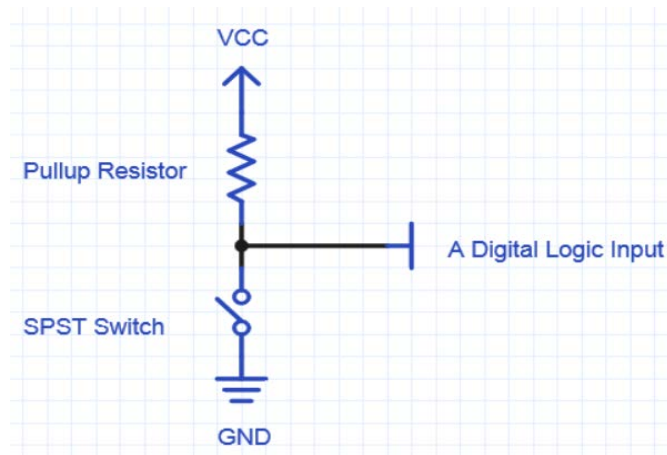 VCC
Pullup Resistor
A Digital Logic Input
SPST Switch
GND